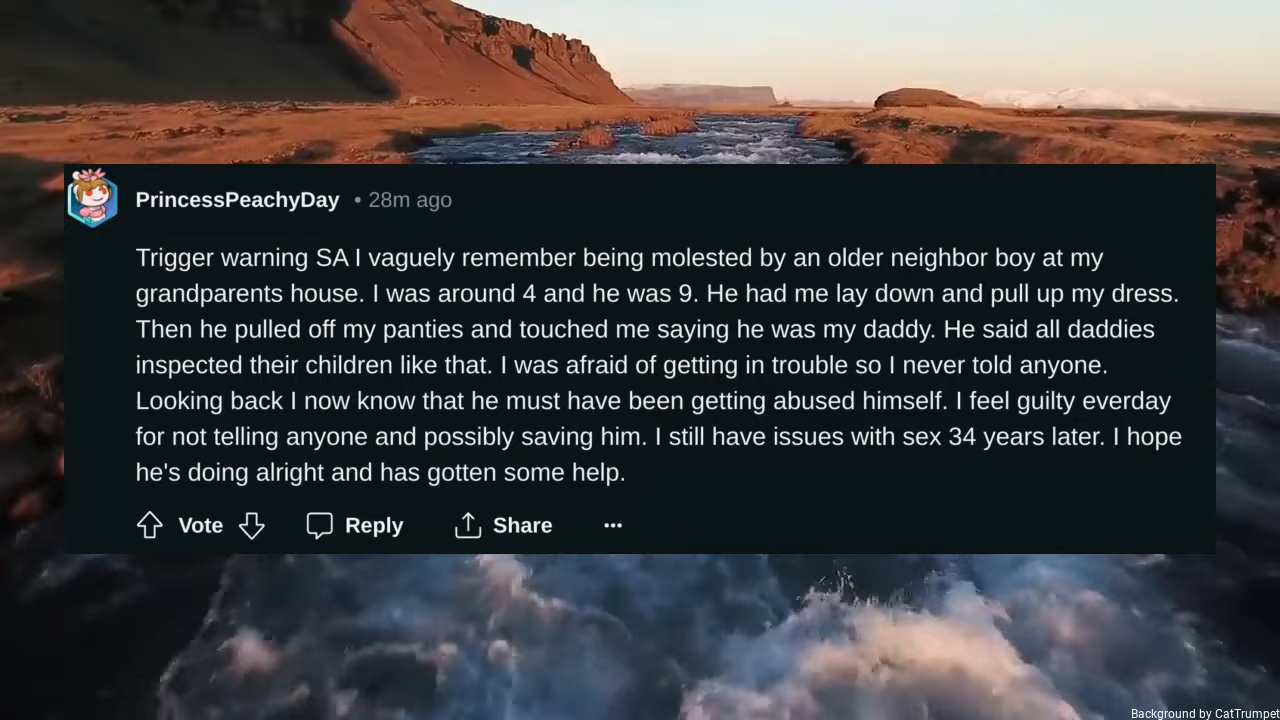 PrincessPeachyDay • 28m ago
Trigger warning SA I vaguely remember being molested by an older neighbor boy at my
grandparents house. I was around 4 and he was 9. He had me lay down and pull up my dress.
Then he pulled off my panties and touched me saying he was my daddy. He said all daddies
inspected their children like that. I was afraid of getting in trouble so I never told anyone.
Looking back I now know that he must have been getting abused himself. I feel guilty everday
for not telling anyone and possibly saving him. I still have issues with sex 34 years later. I hope
he's doing alright and has gotten some help.
Vote Reply Share ···
Background by CatTrumpet